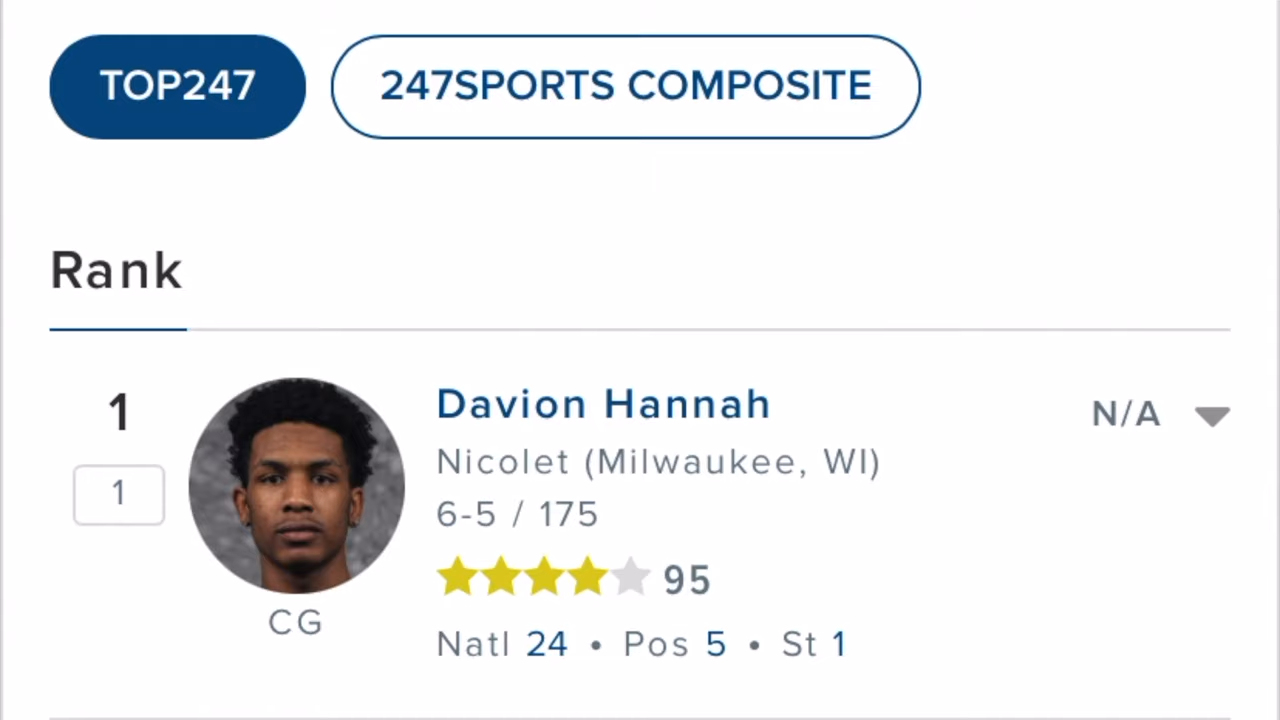 TOP247 247SPORTS COMPOSITE
Rank
1
1
CG
Davion Hannah
Nicolet (Milwaukee, WI)
6-5 / 175
95
Natl 24 • Pos 5 • St 1
N/A